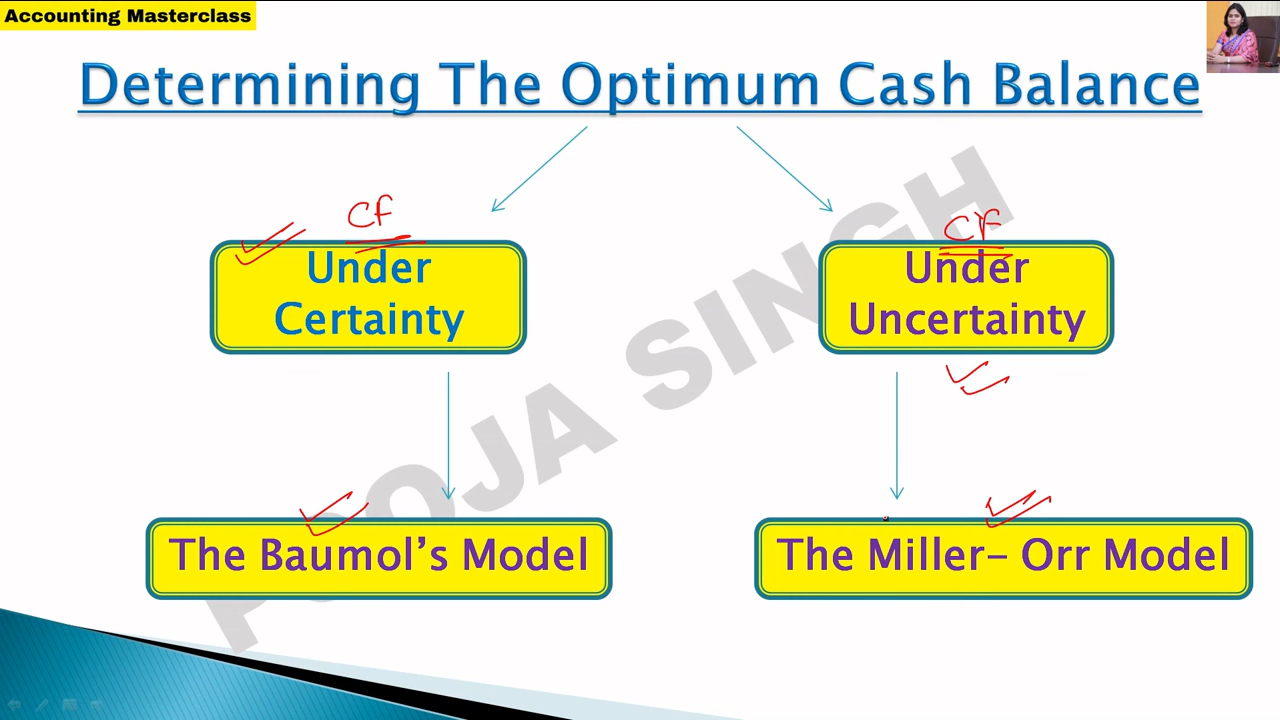 Accounting Masterclass
Determining The Optimum Cash Balance
CF
Under
Certainty
CF
Under
Uncertainty
POOJA SINGH
The Baumol’s Model
The Miller– Orr Model